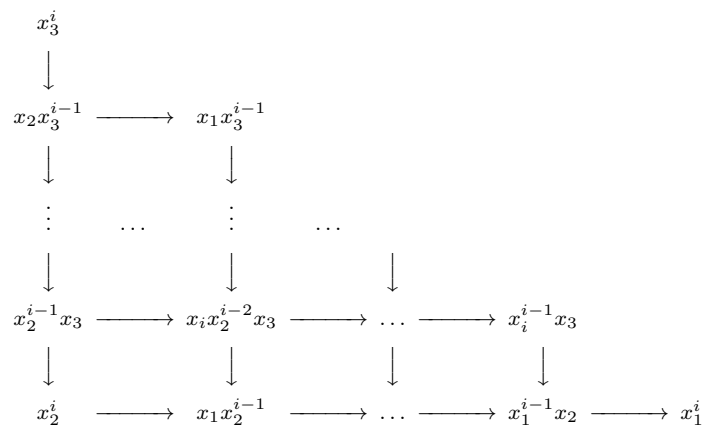 $x_3^i$
$x_2x_3^{i-1}$ $x_1x_3^{i-1}$
⋮ … ⋮ …
$x_2^{i-1}x_3$ $x_ix_2^{i-2}x_3$ … $x_i^{i-1}x_3$
$x_2^i$ $x_1x_2^{i-1}$ … $x_1^{i-1}x_2$ $x_1^i$